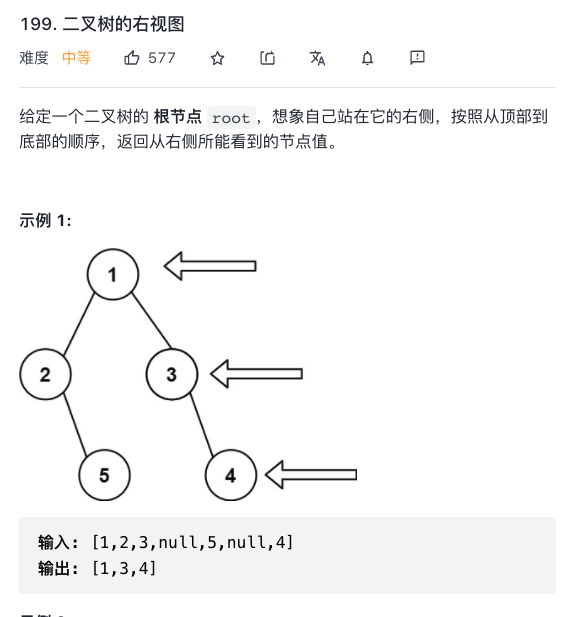 199. 二叉树的右视图
难度 中等 577
给定一个二叉树的 根节点 root ，想象自己站在它的右侧，按照从顶部到
底部的顺序，返回从右侧所能看到的节点值。
示例 1:
1
2 3
5 4
输入: [1,2,3,null,5,null,4]
输出: [1,3,4]